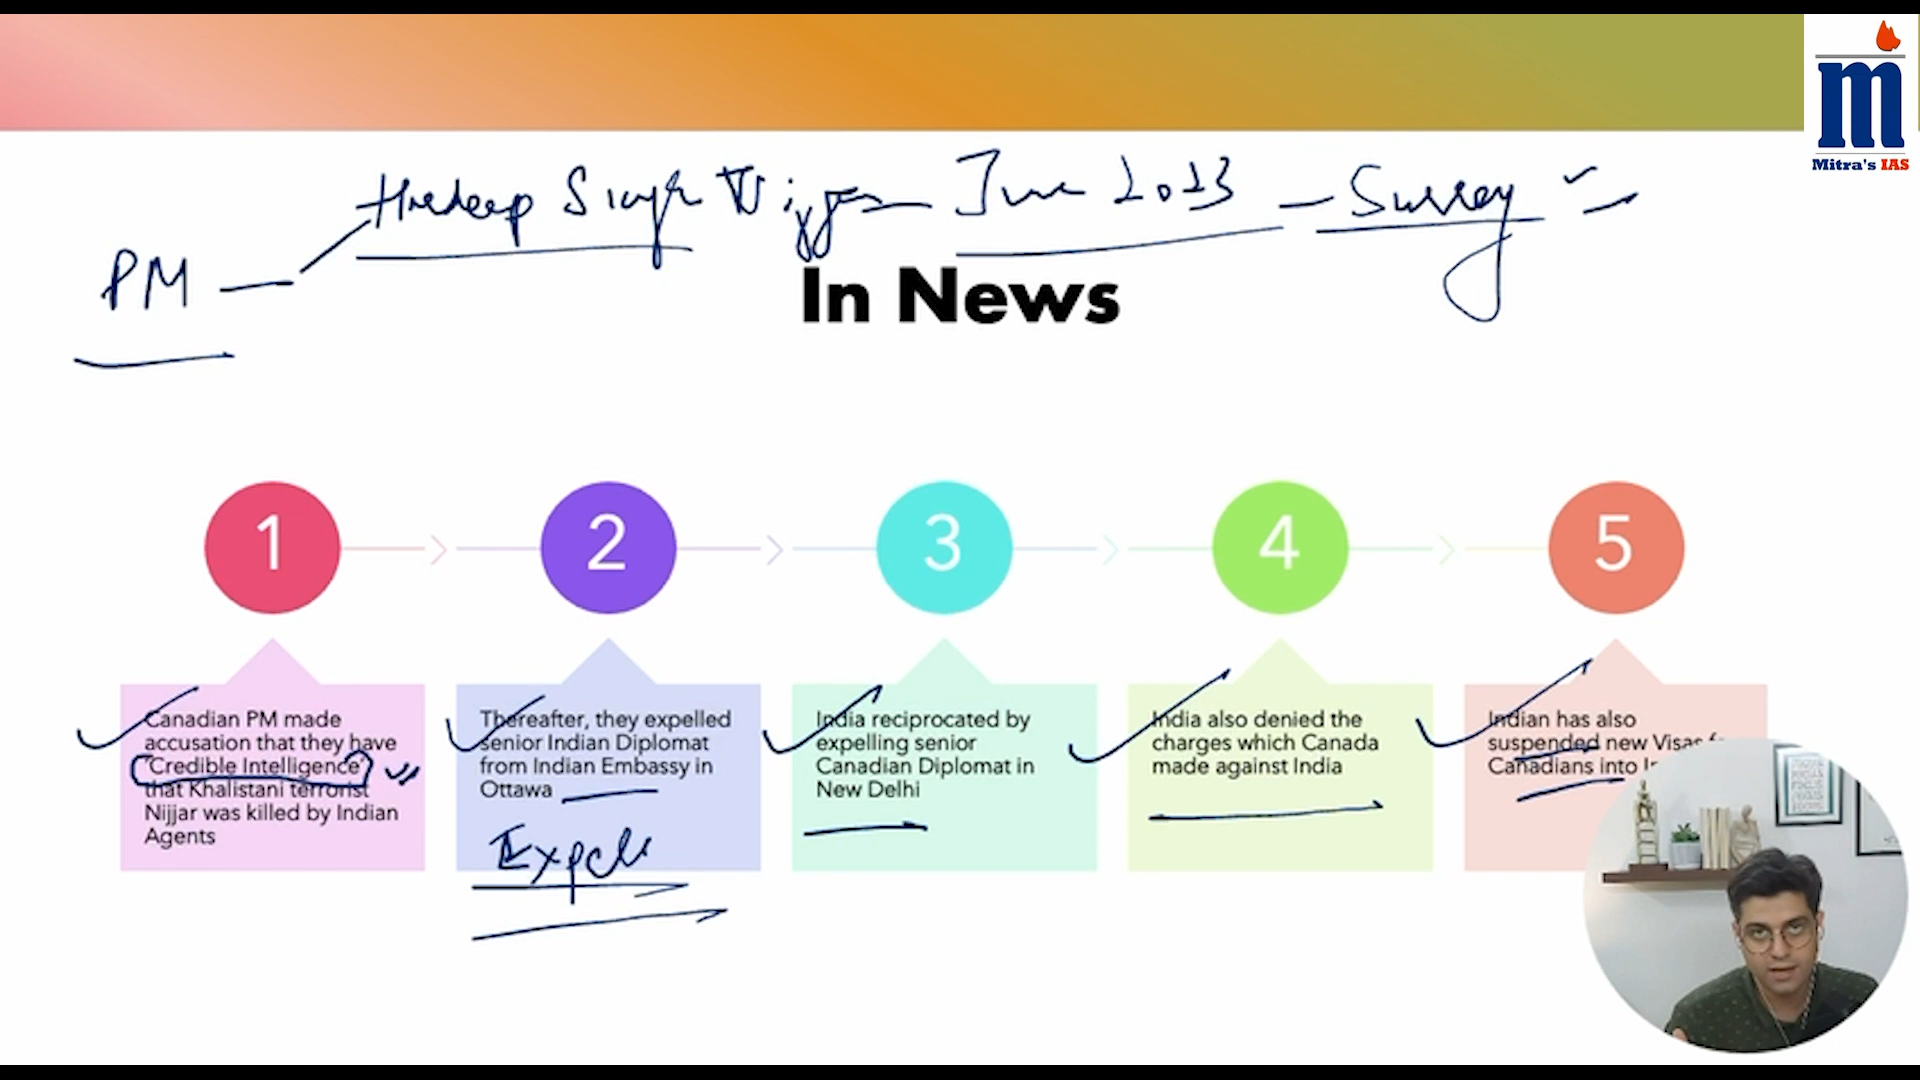 m
Mitra's IAS
Hardeep Singh Nijjar – June 2023 – Surrey
PM –
In News
1
2
3
4
5
Canadian PM made
accusation that they have
"Credible Intelligence"
that Khalistani terrorist
Nijjar was killed by Indian
Agents
Thereafter, they expelled
senior Indian Diplomat
from Indian Embassy in
Ottawa
India reciprocated by
expelling senior
Canadian Diplomat in
New Delhi
India also denied the
charges which Canada
made against India
Indian has also
suspended new Visas
Canadians into